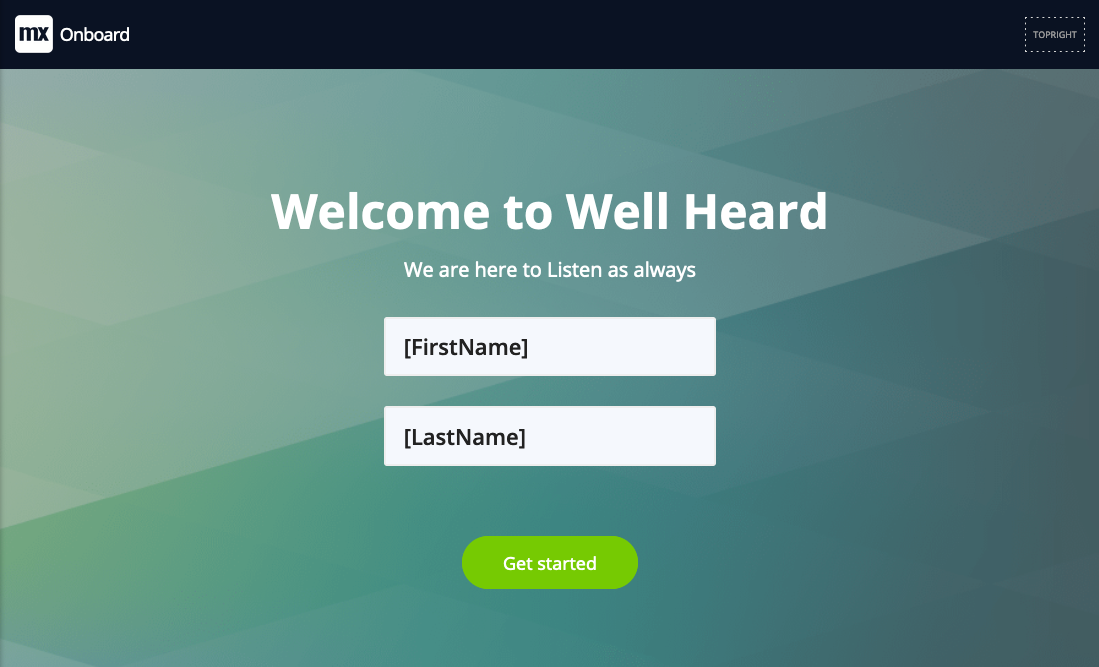 mx Onboard
TOPRIGHT
Welcome to Well Heard
We are here to Listen as always
[FirstName]
[LastName]
Get started